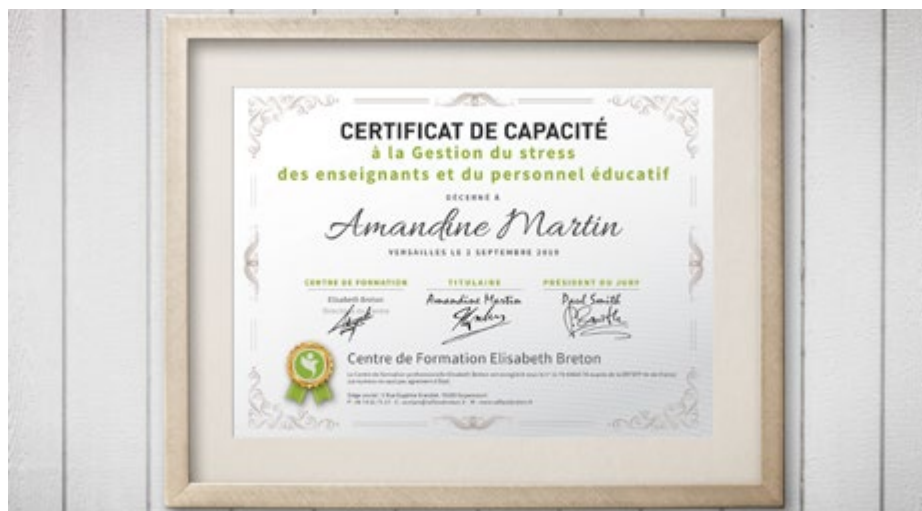 CERTIFICAT DE CAPACITÉ
à la Gestion du stress
des enseignants et du personnel éducatif
DÉCERNÉ À
Amandine Martin
VERSAILLES LE 2 SEPTEMBRE 2019
CENTRE DE FORMATION TITULAIRE PRÉSIDENT DU JURY
Elisabeth Breton Amandine Martin Paul Smith
Centre de Formation Elisabeth Breton